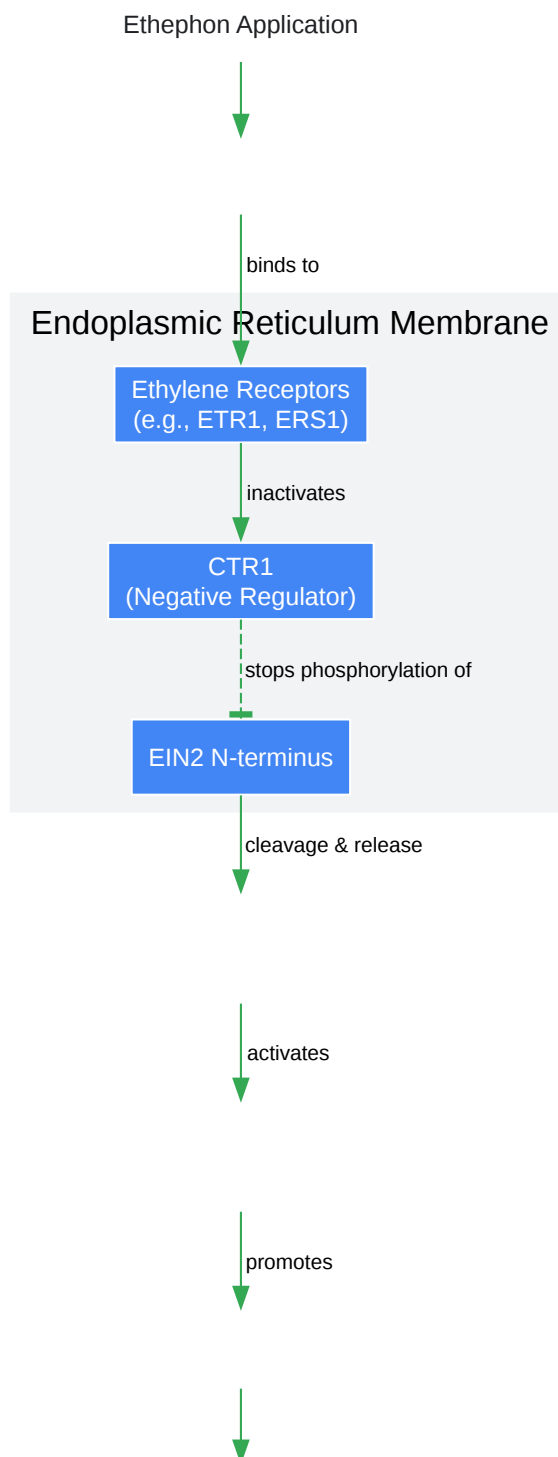 Ethephon Application
binds to
Endoplasmic Reticulum Membrane
Ethylene Receptors
(e.g., ETR1, ERS1)
inactivates
CTR1
(Negative Regulator)
stops phosphorylation of
EIN2 N-terminus
cleavage & release
activates
promotes